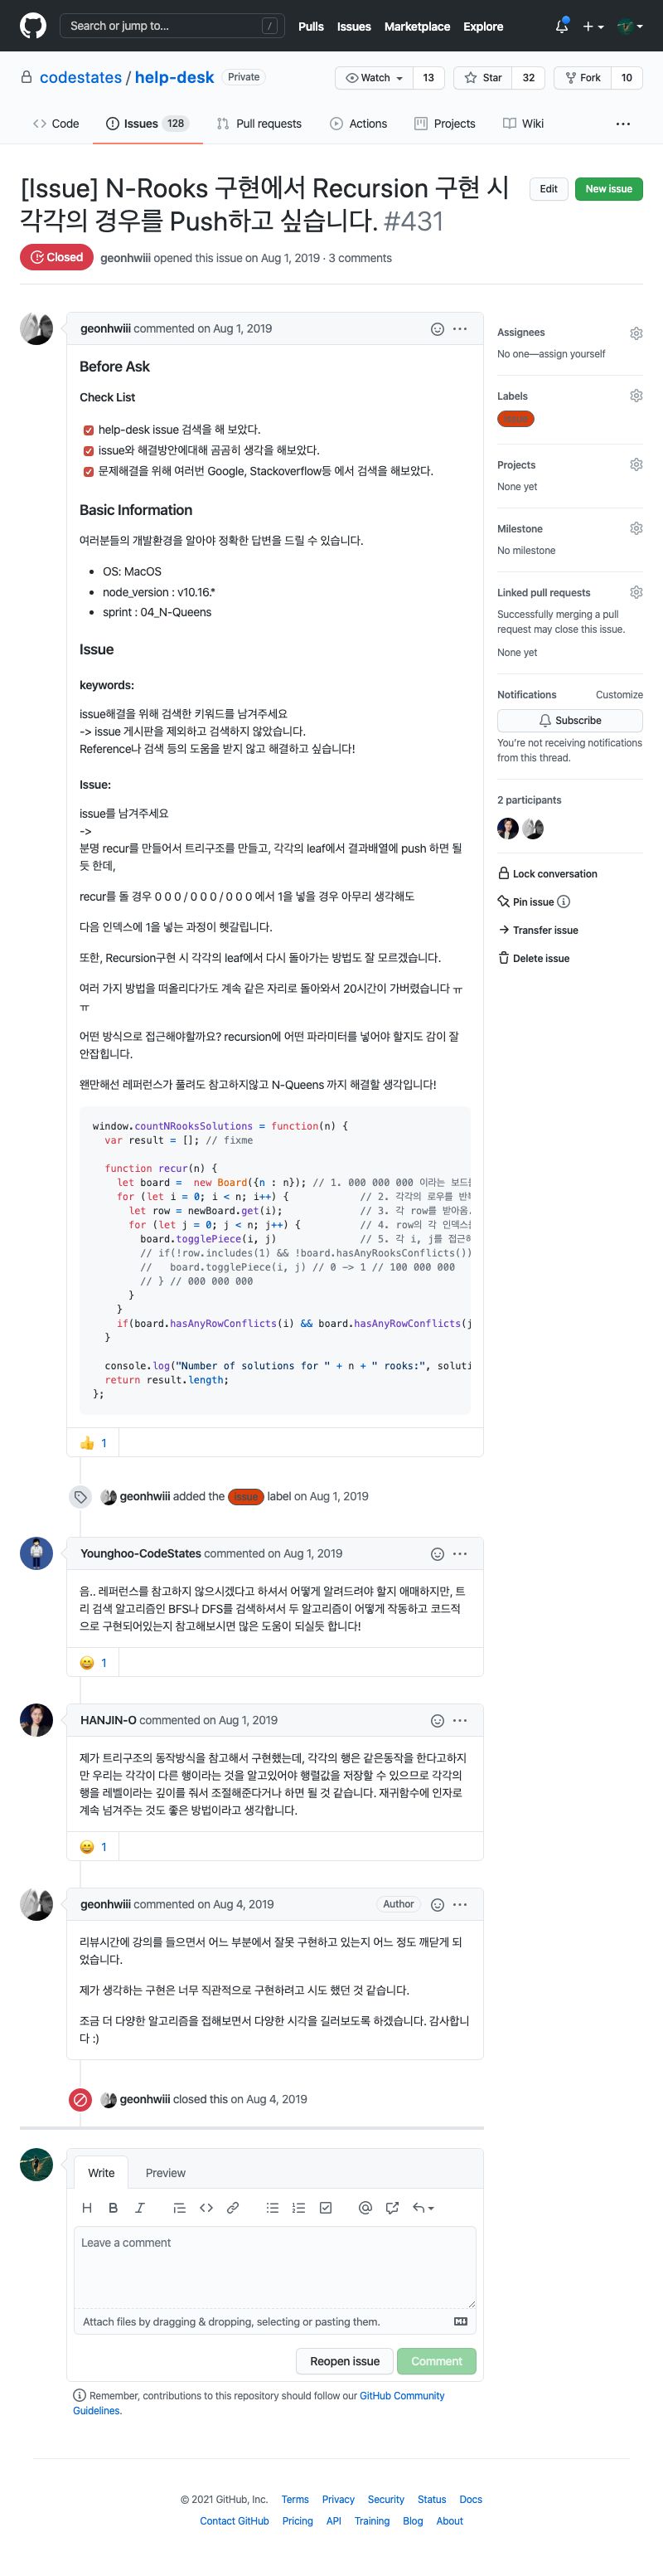 Search or jump to...
/
Pulls Issues Marketplace Explore
codestates / help-desk Private
Watch 13 Star 32 Fork 10
Code Issues 128 Pull requests Actions Projects Wiki
[Issue] N-Rooks 구현에서 Recursion 구현 시
각각의 경우를 Push하고 싶습니다. #431
Edit New issue
Closed geonhwiii opened this issue on Aug 1, 2019 · 3 comments
geonhwiii commented on Aug 1, 2019
Before Ask
Check List
help-desk issue 검색을 해 보았다.
issue와 해결방안에대해 곰곰히 생각을 해보았다.
문제해결을 위해 여러번 Google, Stackoverflow등 에서 검색을 해보았다.
Basic Information
여러분들의 개발환경을 알아야 정확한 답변을 드릴 수 있습니다.
OS: MacOS
node_version : v10.16.*
sprint : 04_N-Queens
Issue
keywords:
issue해결을 위해 검색한 키워드를 남겨주세요
-> issue 게시판을 제외하고 검색하지 않았습니다.
Reference나 검색 등의 도움을 받지 않고 해결하고 싶습니다!
Issue:
issue를 남겨주세요
->
분명 recur를 만들어서 트리구조를 만들고, 각각의 leaf에서 결과배열에 push 하면 될
듯 한데,
recur를 돌 경우 0 0 0 / 0 0 0 / 0 0 0 에서 1을 넣을 경우 아무리 생각해도
다음 인덱스에 1을 넣는 과정이 헷갈립니다.
또한, Recursion구현 시 각각의 leaf에서 다시 돌아가는 방법도 잘 모르겠습니다.
여러 가지 방법을 떠올리다가도 계속 같은 자리로 돌아와서 20시간이 가버렸습니다 ㅠ
ㅠ
어떤 방식으로 접근해야할까요? recursion에 어떤 파라미터를 넣어야 할지도 감이 잘
안잡힙니다.
왠만해선 레퍼런스가 풀려도 참고하지않고 N-Queens 까지 해결할 생각입니다!
window.countNRooksSolutions = function(n) {
var result = []; // fixme
function recur(n) {
let board = new Board({n : n}); // 1. 000 000 000 이라는 보드를
for (let i = 0; i < n; i++) { // 2. 각각의 로우를 반복
let row = newBoard.get(i); // 3. 각 row를 받아옴.
for (let j = 0; j < n; j++) { // 4. row의 각 인덱스를
board.togglePiece(i, j) // 5. 각 i, j를 접근하
// if(!row.includes(1) && !board.hasAnyRooksConflicts())
// board.togglePiece(i, j) // 0 -> 1 // 100 000 000
// } // 000 000 000
}
}
if(board.hasAnyRowConflicts(i) && board.hasAnyRowConflicts(j
}
console.log("Number of solutions for " + n + " rooks:", soluti
return result.length;
};
1
geonhwiii added the issue label on Aug 1, 2019
Younghoo-CodeStates commented on Aug 1, 2019
음.. 레퍼런스를 참고하지 않으시겠다고 하셔서 어떻게 알려드려야 할지 애매하지만, 트
리 검색 알고리즘인 BFS나 DFS를 검색하셔서 두 알고리즘이 어떻게 작동하고 코드적
으로 구현되어있는지 참고해보시면 많은 도움이 되실듯 합니다!
1
HANJIN-O commented on Aug 1, 2019
제가 트리구조의 동작방식을 참고해서 구현했는데, 각각의 행은 같은동작을 한다고하지
만 우리는 각각이 다른 행이라는 것을 알고있어야 행렬값을 저장할 수 있으므로 각각의
행을 레벨이라는 깊이를 줘서 조절해준다거나 하면 될 것 같습니다. 재귀함수에 인자로
계속 넘겨주는 것도 좋은 방법이라고 생각합니다.
1
geonhwiii commented on Aug 4, 2019 Author
리뷰시간에 강의를 들으면서 어느 부분에서 잘못 구현하고 있는지 어느 정도 깨닫게 되
었습니다.
제가 생각하는 구현은 너무 직관적으로 구현하려고 시도 했던 것 같습니다.
조금 더 다양한 알고리즘을 접해보면서 다양한 시각을 길러보도록 하겠습니다. 감사합니
다 :)
geonhwiii closed this on Aug 4, 2019
Assignees
No one—assign yourself
Labels
issue
Projects
None yet
Milestone
No milestone
Linked pull requests
Successfully merging a pull
request may close this issue.
None yet
Notifications Customize
Subscribe
You're not receiving notifications
from this thread.
2 participants
Lock conversation
Pin issue
Transfer issue
Delete issue
Write Preview
Leave a comment
Attach files by dragging & dropping, selecting or pasting them.
Reopen issue Comment
Remember, contributions to this repository should follow our GitHub Community
Guidelines.
© 2021 GitHub, Inc. Terms Privacy Security Status Docs
Contact GitHub Pricing API Training Blog About